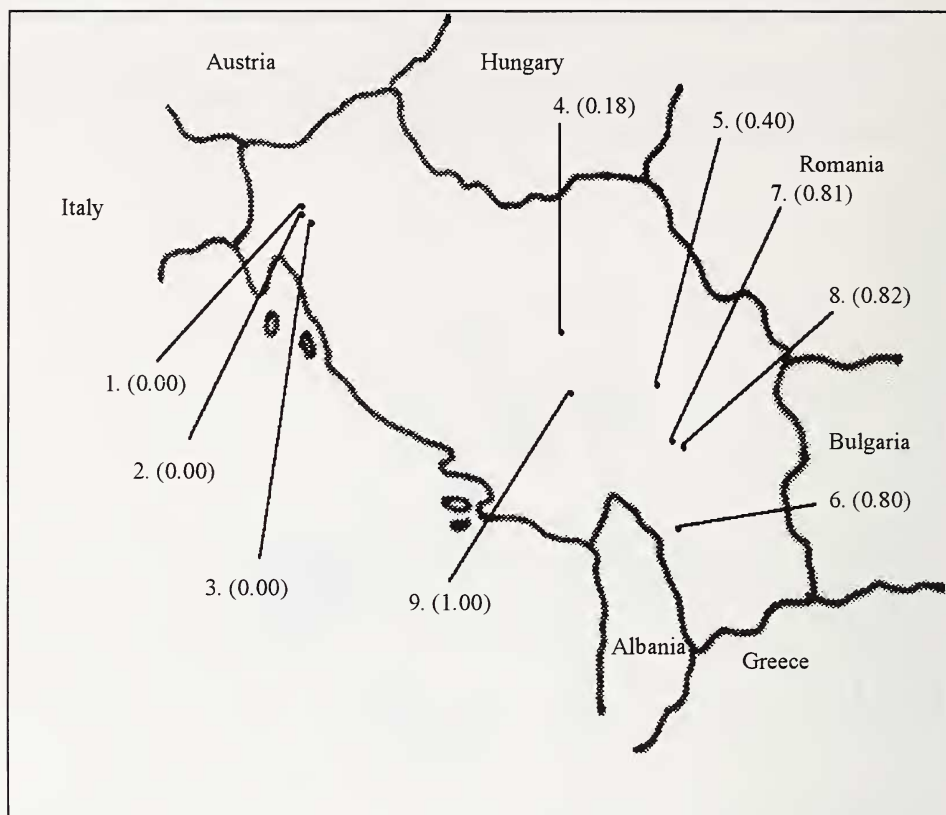 Austria
Hungary
4. (0.18)
5. (0.40)
Romania
Italy
7. (0.81)
8. (0.82)
1. (0.00)
Bulgaria
2. (0.00)
6. (0.80)
3. (0.00)
9. (1.00)
Albania
Greece